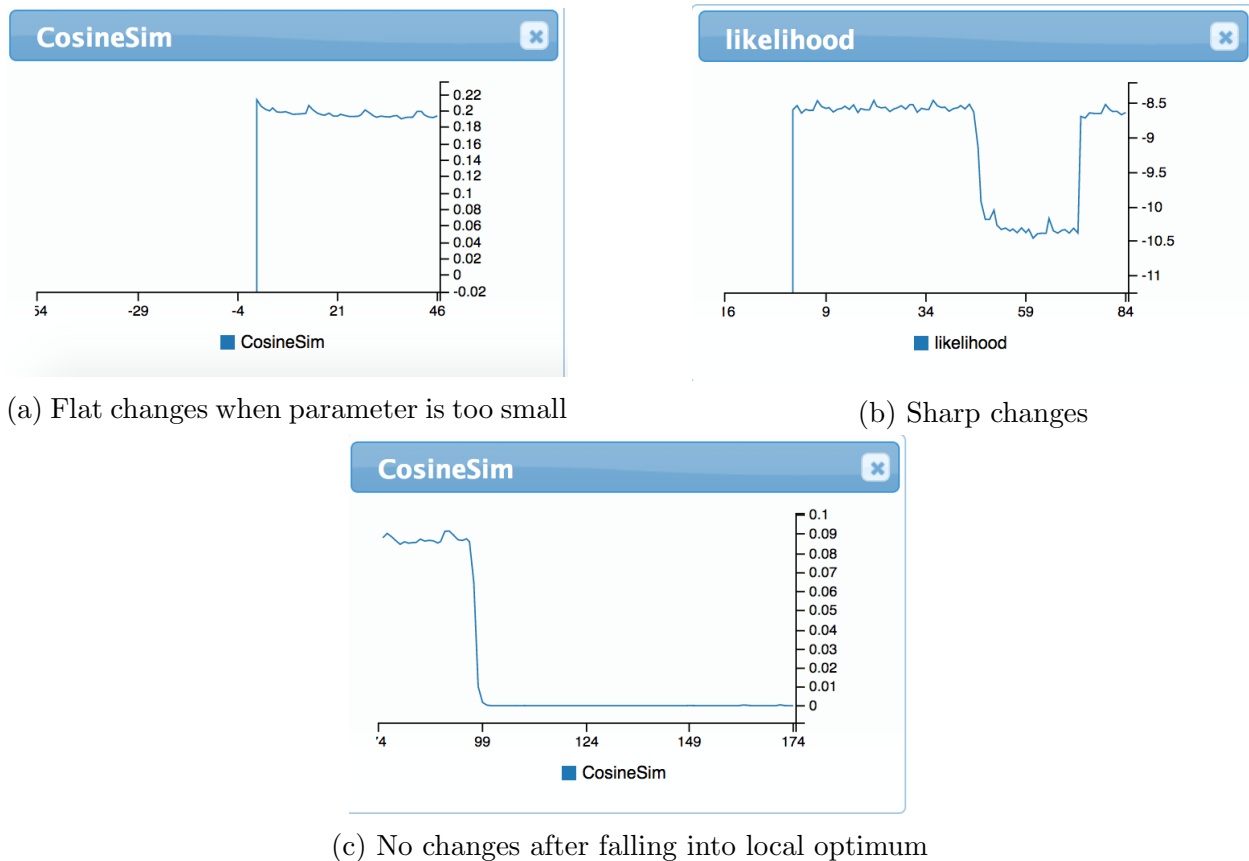 CosineSim
0.22
0.2
0.18
0.16
0.14
0.12
0.1
0.08
0.06
0.04
0.02
0
-0.02
54 -29 -4 21 46
CosineSim
(a) Flat changes when parameter is too small
likelihood
-8.5
-9
-9.5
-10
-10.5
-11
16 9 34 59 84
likelihood
(b) Sharp changes
CosineSim
0.1
0.09
0.08
0.07
0.06
0.05
0.04
0.03
0.02
0.01
0
74 99 124 149 174
CosineSim
(c) No changes after falling into local optimum